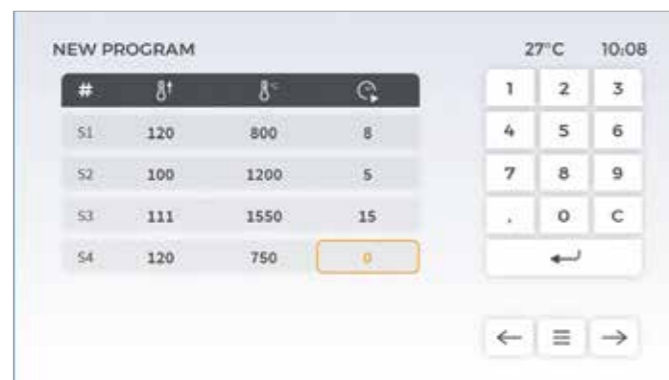 NEW PROGRAM 27°C 10:08
# °C
S1 120 800 8
S2 100 1200 5
S3 111 1550 15
S4 120 750 0
1 2 3
4 5 6
7 8 9
. 0 C